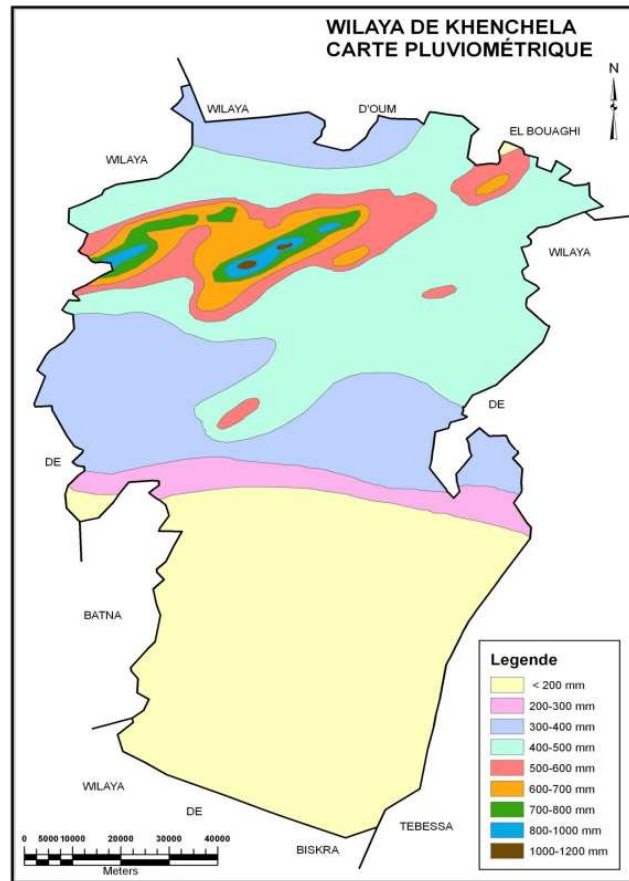 WILAYA DE KHENCHELA
CARTE PLUVIOMÉTRIQUE
N
WILAYA
D'OUM
EL BOUAGHI
WILAYA
WILAYA
DE
DE
BATNA
WILAYA
DE
BISKRA
TEBESSA
Legende
< 200 mm
200-300 mm
300-400 mm
400-500 mm
500-600 mm
600-700 mm
700-800 mm
800-1000 mm
1000-1200 mm
0 5000 10000 20000 30000 40000
Meters